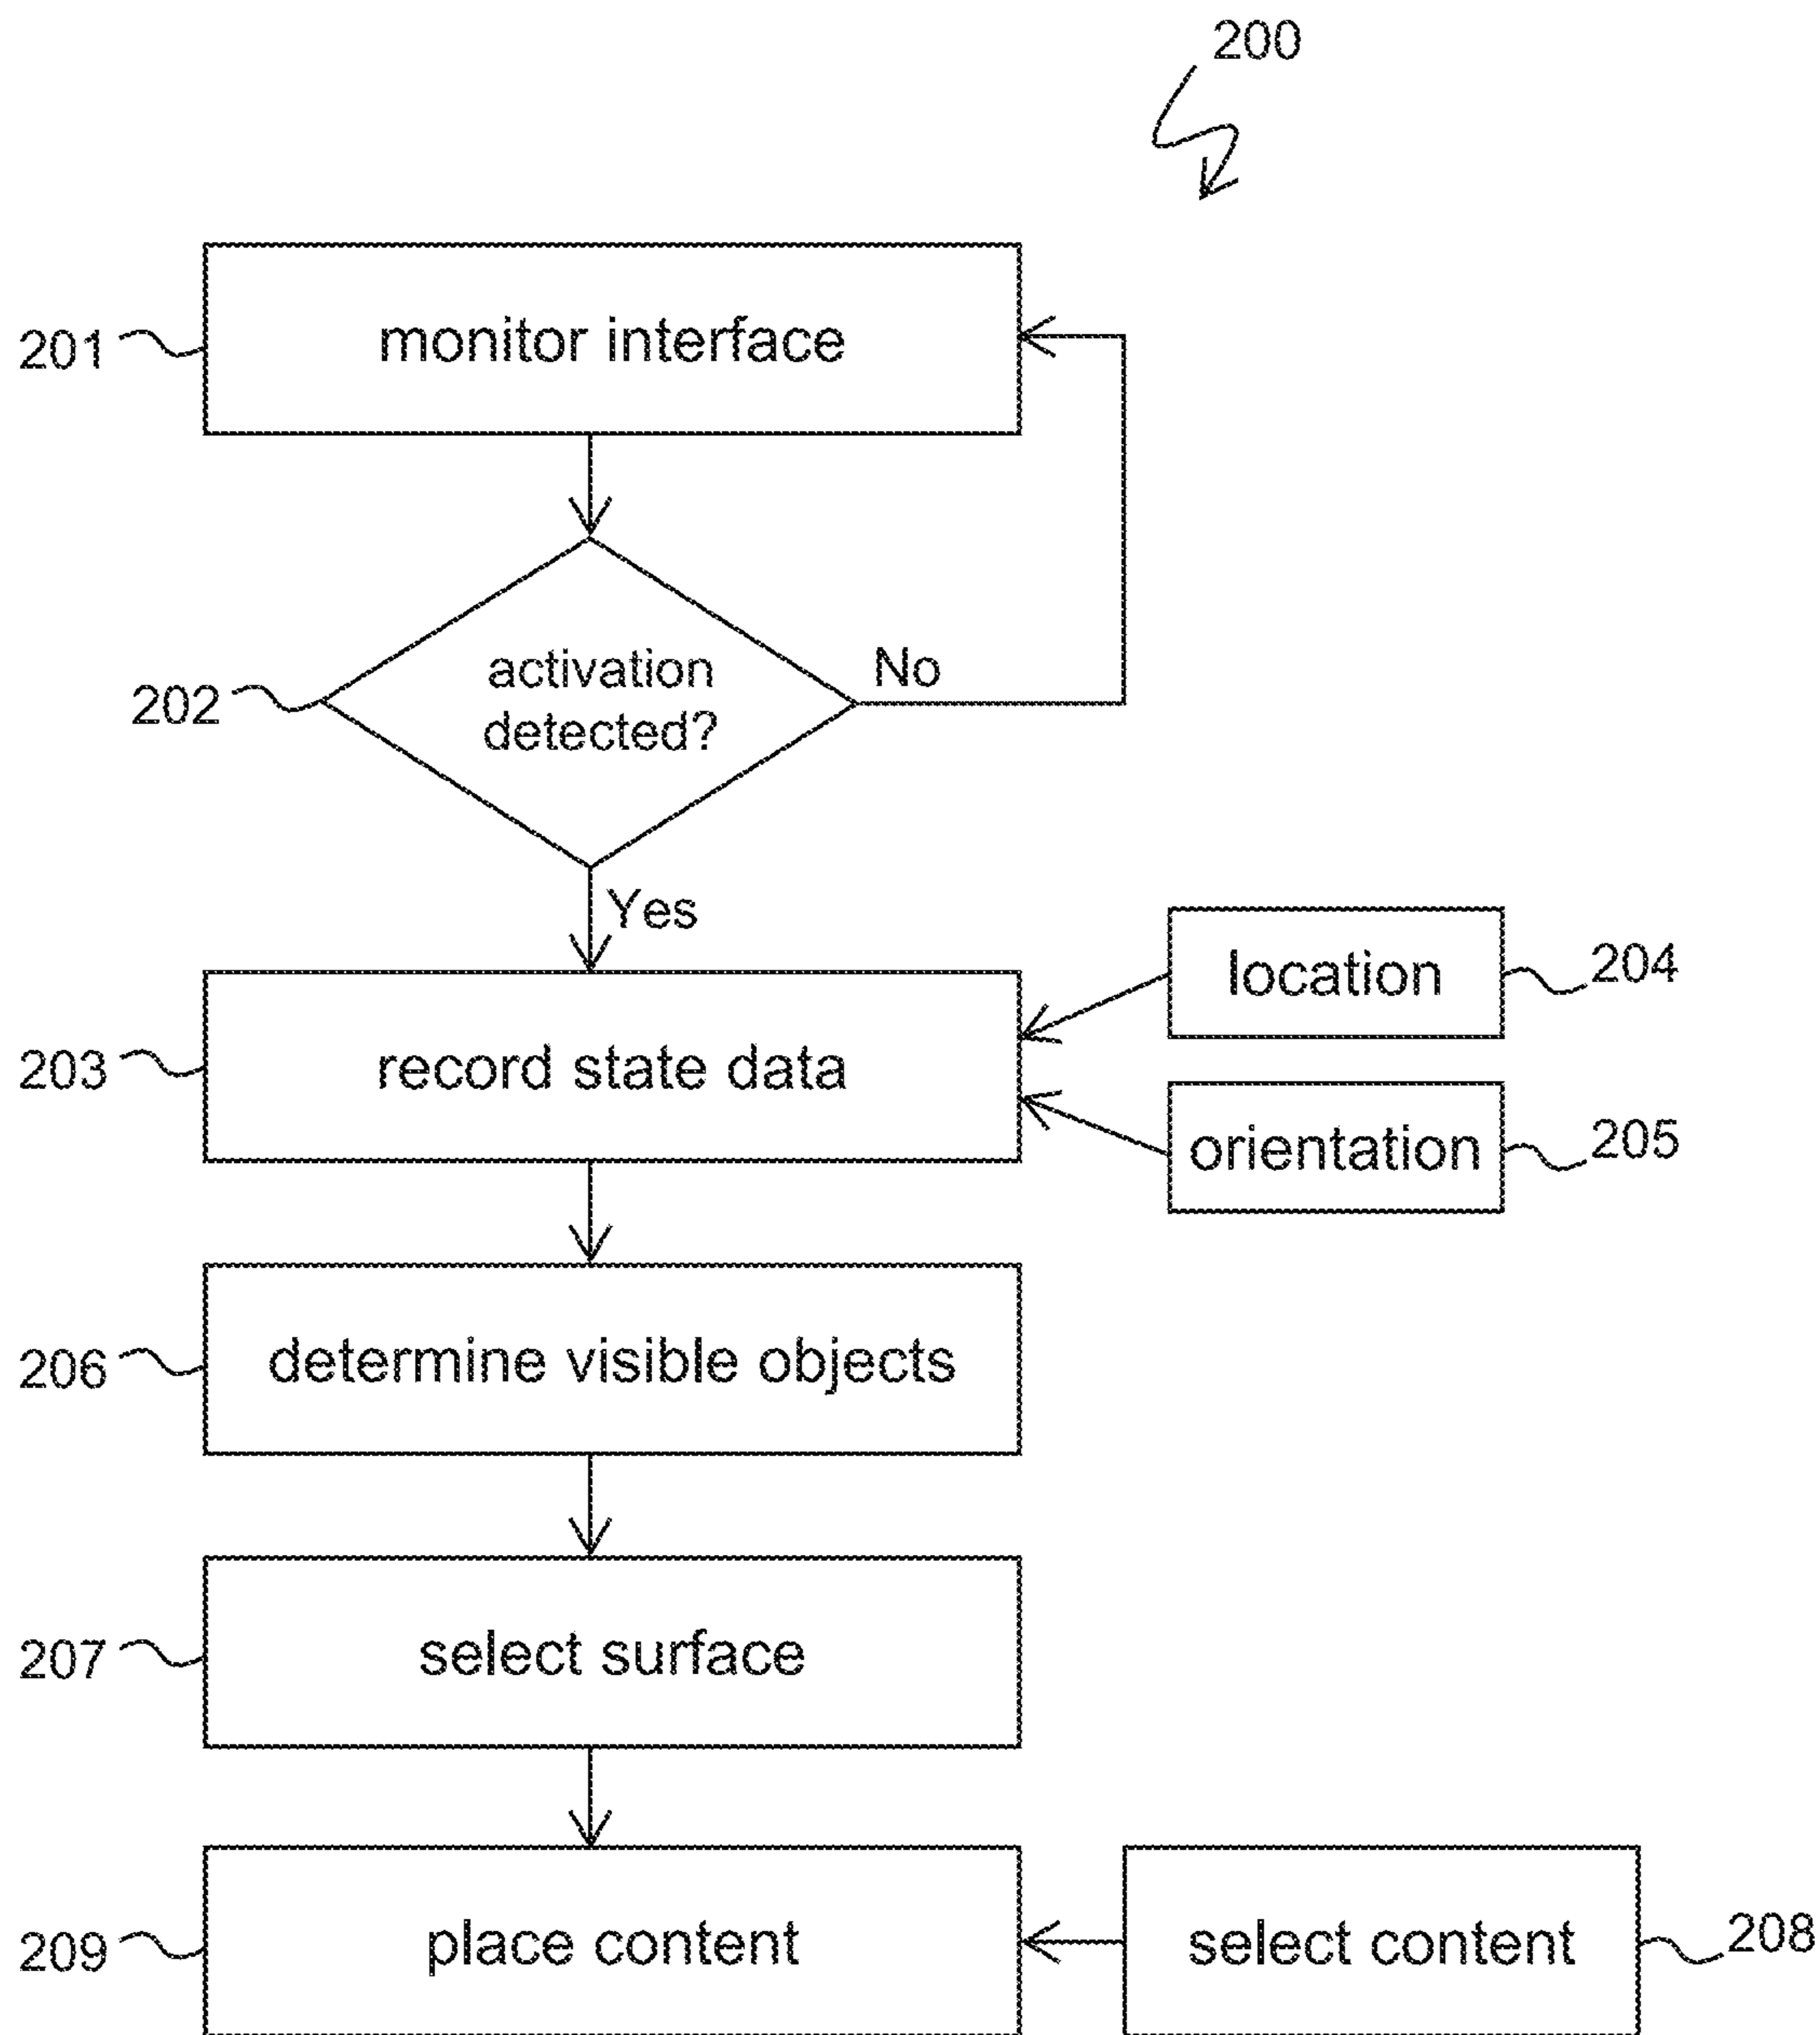 200
201
monitor interface
202
activation
detected?
No
Yes
location
204
203
record state data
orientation
205
206
determine visible objects
207
select surface
209
place content
select content
208